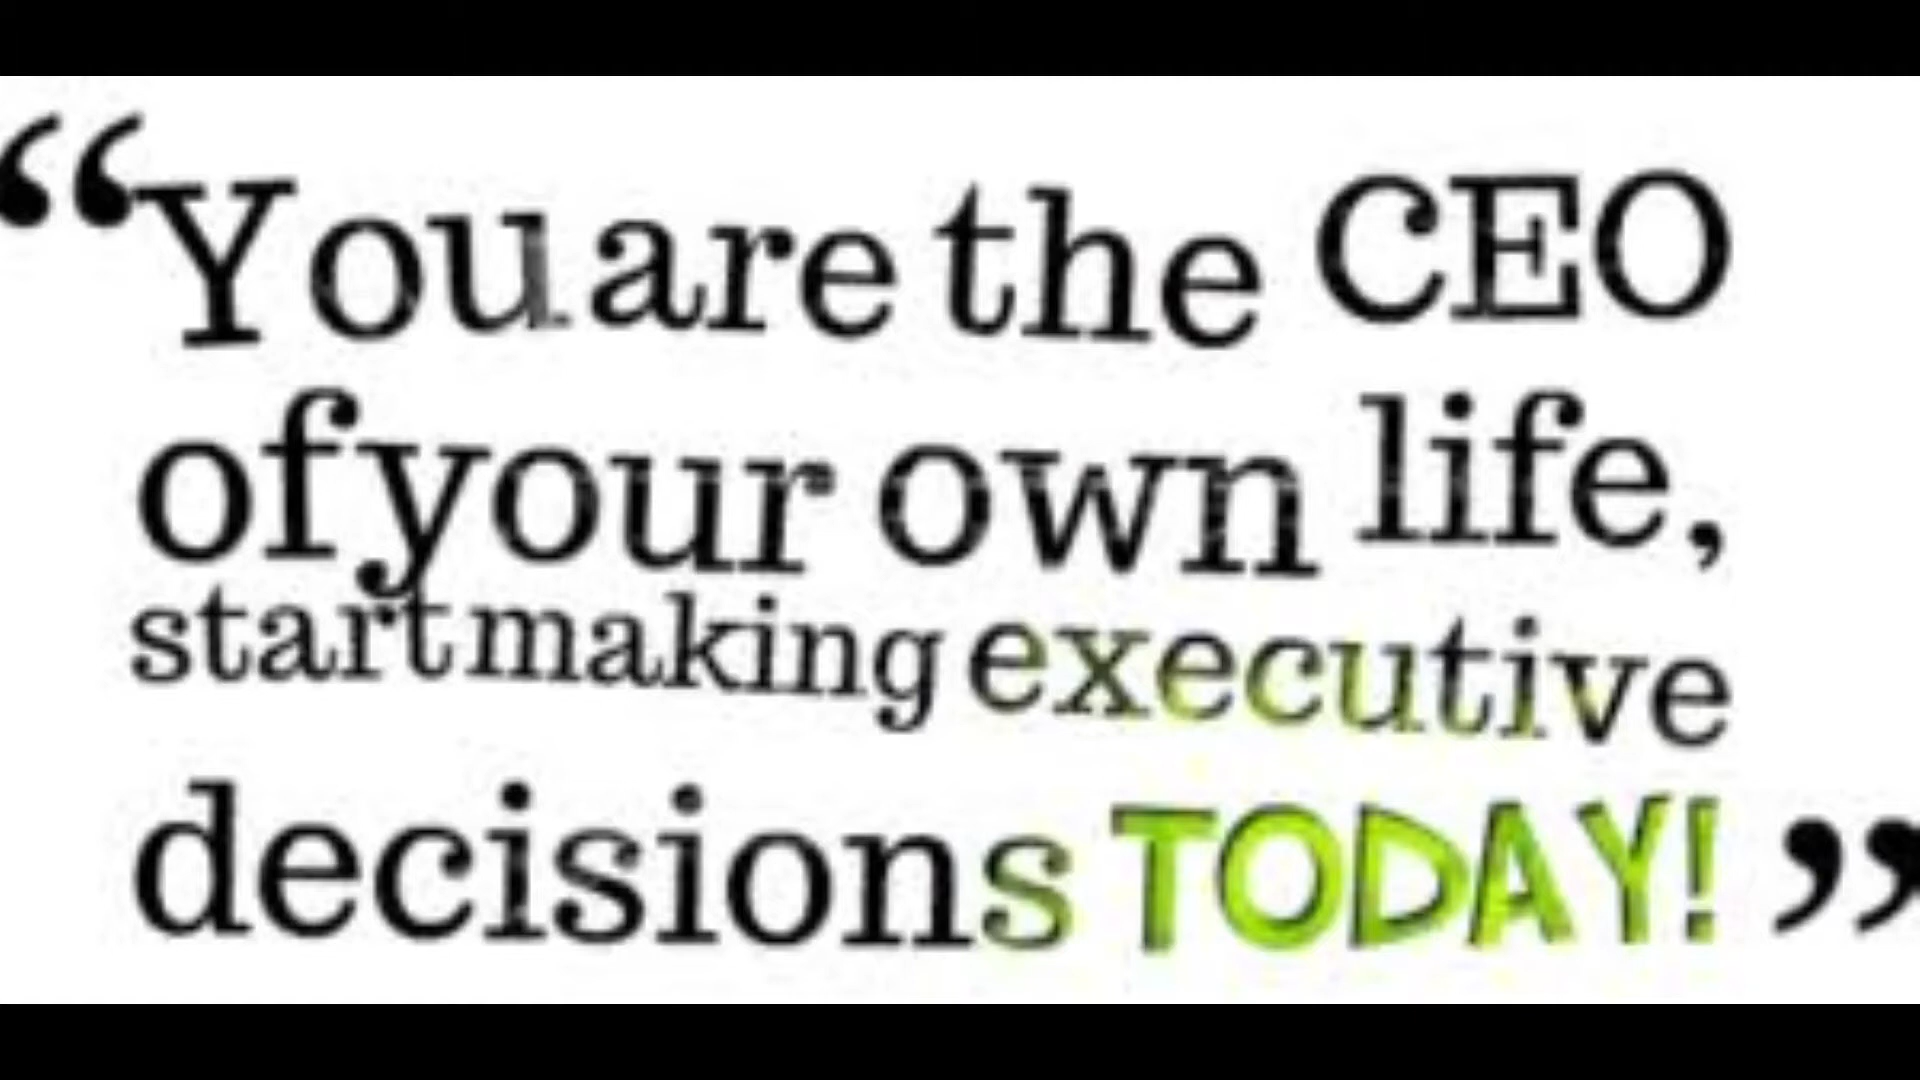 “You are the CEO
of your own life,
start making executive
decisions TODAY!”